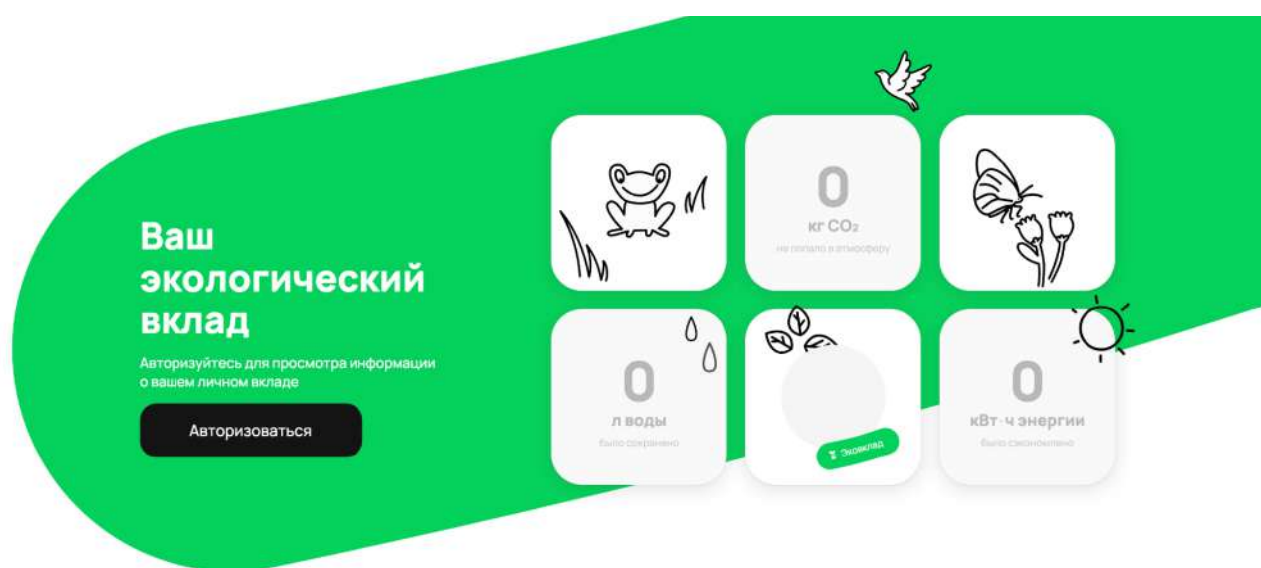 Ваш
экологический
вклад
Авторизуйтесь для просмотра информации
о вашем личном вкладе
Авторизоваться
0
кг CO₂
не попало в атмосферу
0
л воды
было сохранено
Эковклад
0
кВт·ч энергии
было сэкономлено